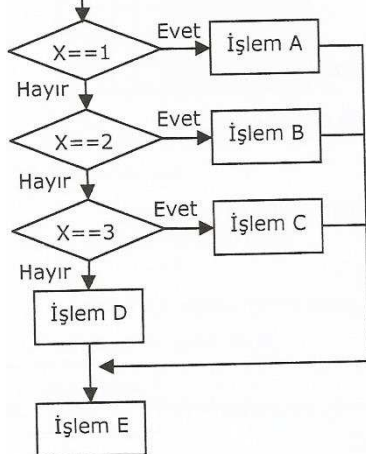 X==1
Evet
İşlem A
Hayır
X==2
Evet
İşlem B
Hayır
X==3
Evet
İşlem C
Hayır
İşlem D
İşlem E